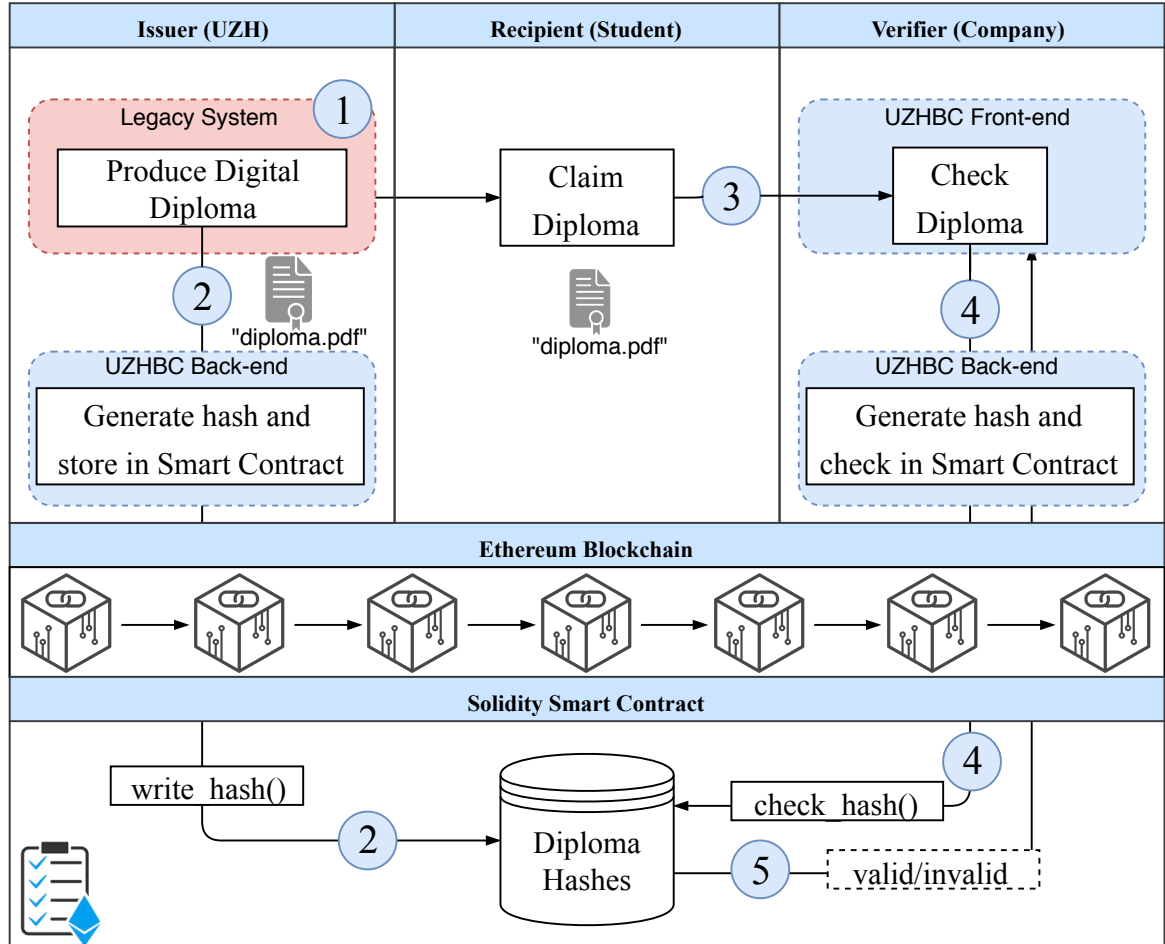 Issuer (UZH)
Recipient (Student)
Verifier (Company)
Legacy System
1
Produce Digital
Diploma
2
"diploma.pdf"
UZHBC Back-end
Generate hash and
store in Smart Contract
Claim
Diploma
3
"diploma.pdf"
UZHBC Front-end
Check
Diploma
4
UZHBC Back-end
Generate hash and
check in Smart Contract
Ethereum Blockchain
Solidity Smart Contract
write_hash()
2
Diploma
Hashes
4
check_hash()
5
valid/invalid